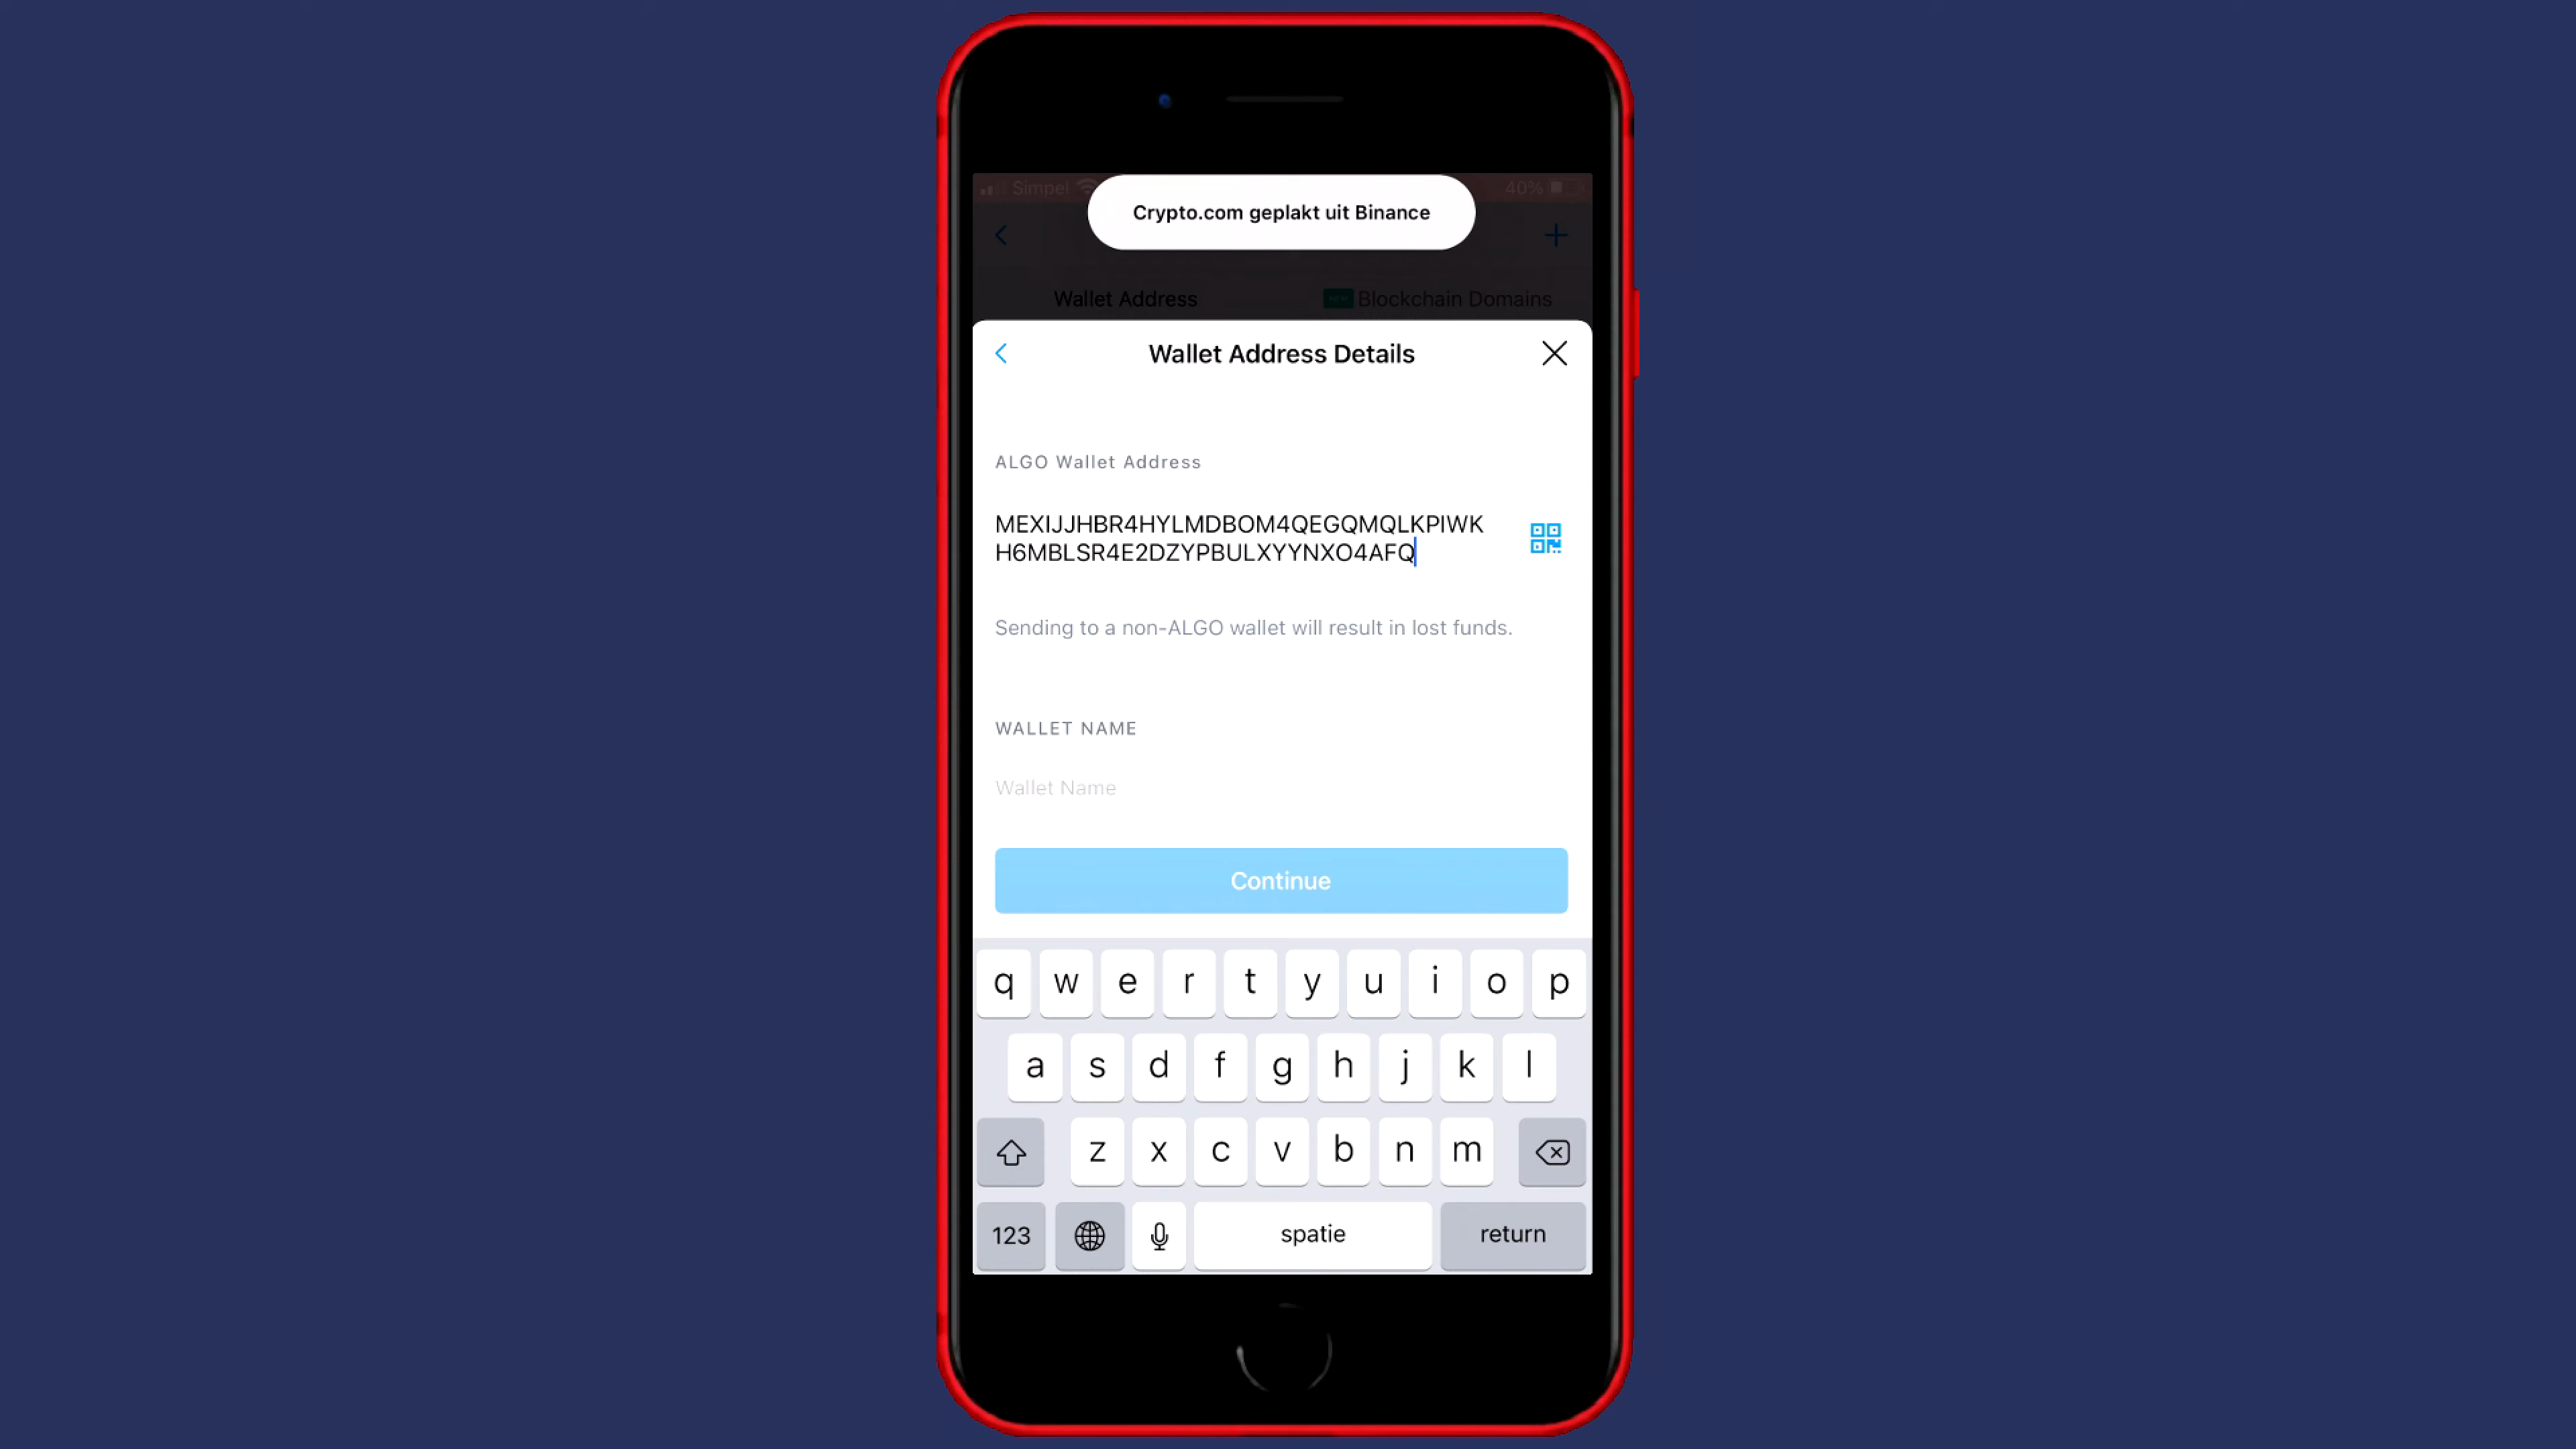 Simpel
40%
Crypto.com geplakt uit Binance
Wallet Address
Blockchain Domains
Wallet Address Details
ALGO Wallet Address
MEXIJJHBR4HYLMDBOM4QEGQMQLKPIWK
H6MBLSR4E2DZYPBULXYYNXO4AFQ
Sending to a non-ALGO wallet will result in lost funds.
WALLET NAME
Wallet Name
Continue
q w e r t y u i o p
a s d f g h j k l
z x c v b n m
123 spatie return